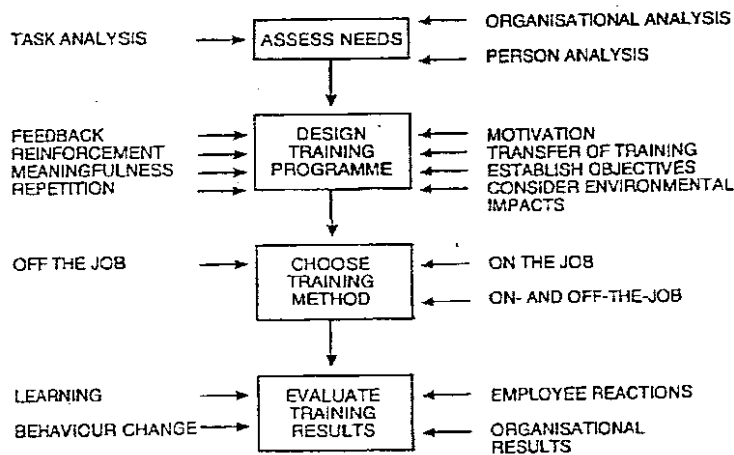 TASK ANALYSIS
ASSESS NEEDS
ORGANISATIONAL ANALYSIS
PERSON ANALYSIS
FEEDBACK
REINFORCEMENT
MEANINGFULNESS
REPETITION
DESIGN
TRAINING
PROGRAMME
MOTIVATION
TRANSFER OF TRAINING
ESTABLISH OBJECTIVES
CONSIDER ENVIRONMENTAL
IMPACTS
OFF THE JOB
CHOOSE
TRAINING
METHOD
ON THE JOB
ON- AND OFF-THE-JOB
LEARNING
BEHAVIOUR CHANGE
EVALUATE
TRAINING
RESULTS
EMPLOYEE REACTIONS
ORGANISATIONAL
RESULTS